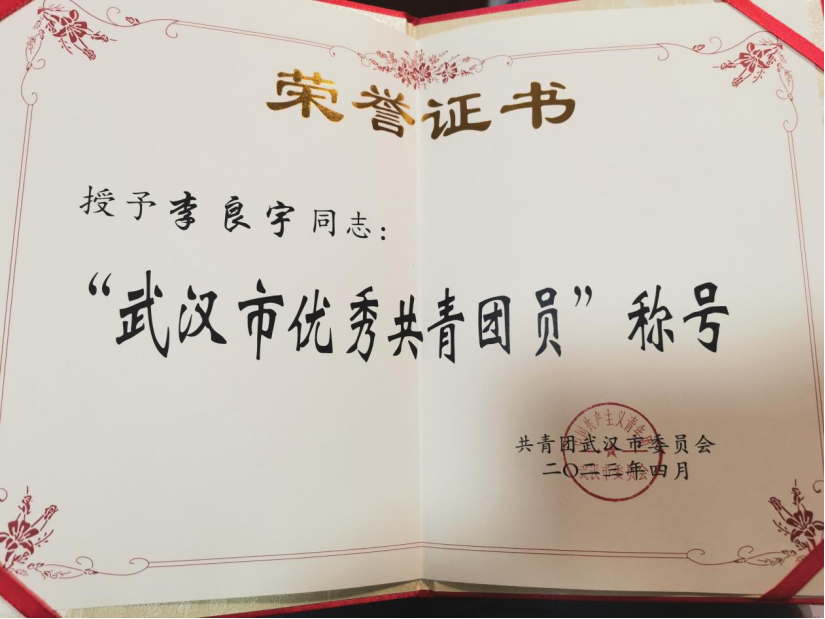 荣誉证书
授予李良宇同志：
“武汉市优秀共青团员”称号
共青团武汉市委员会
二〇二三年四月